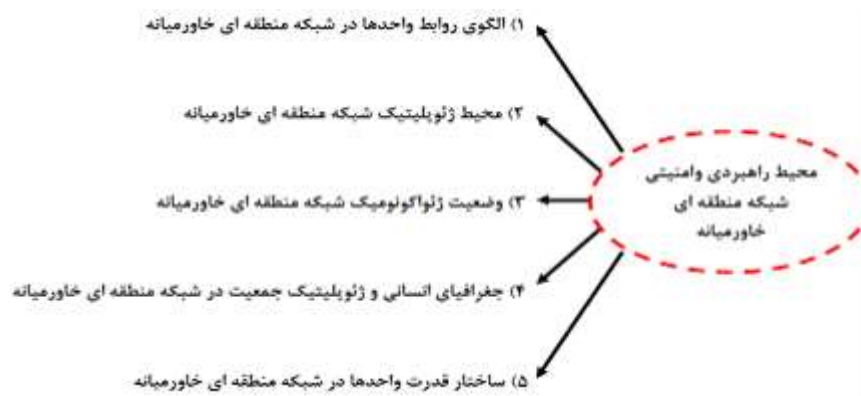 ۱) الگوی روابط واحدها در شبکه منطقه ای خاورمیانه
۲) محیط ژئوپلیتیک شبکه منطقه ای خاورمیانه
۳) وضعیت ژئواکونومیک شبکه منطقه ای خاورمیانه
۴) جغرافیای انسانی و ژئوپلیتیک جمعیت در شبکه منطقه ای خاورمیانه
۵) ساختار قدرت واحدها در شبکه منطقه ای خاورمیانه
محیط راهبردی وامنیتی
شبکه منطقه ای
خاورمیانه